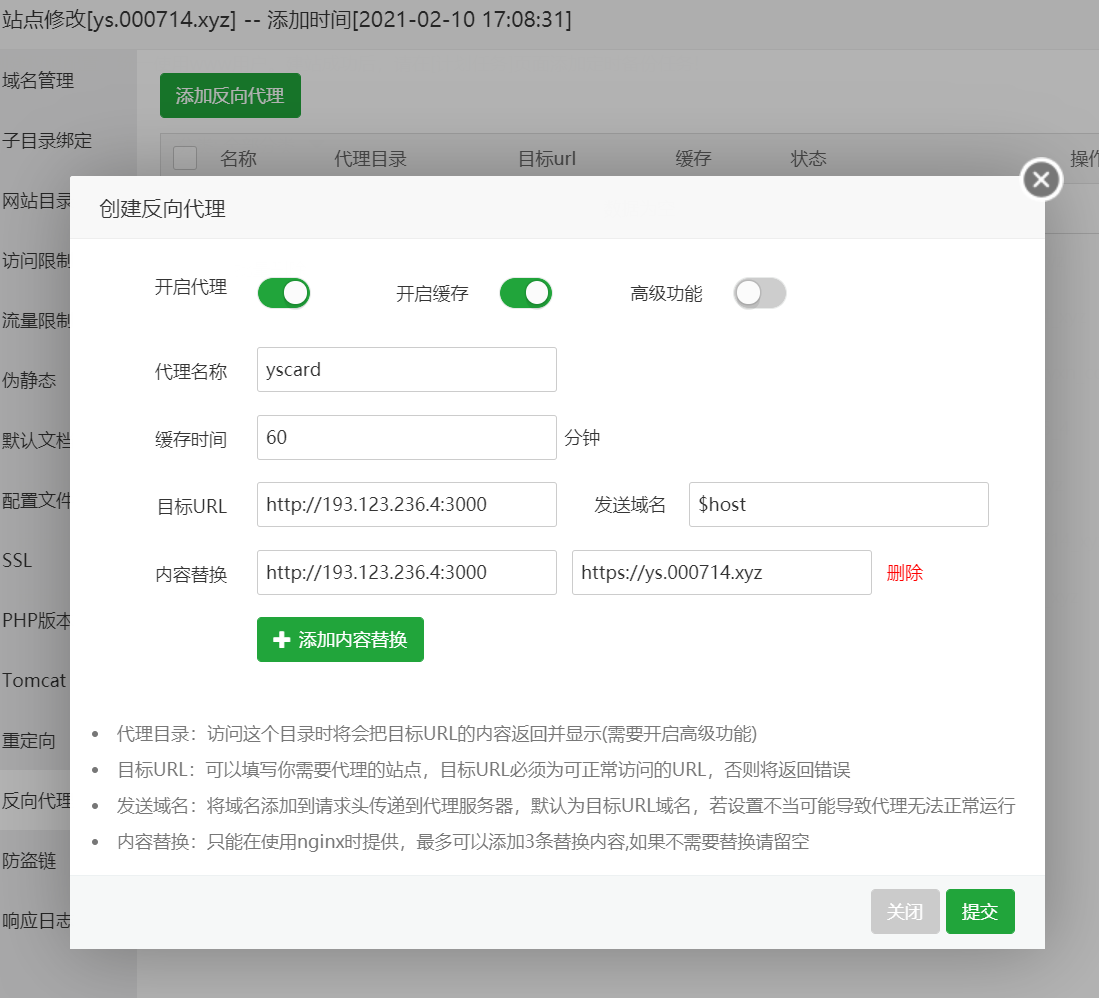 站点修改[ys.000714.xyz] -- 添加时间[2021-02-10 17:08:31]
域名管理
添加反向代理
子目录绑定
名称 代理目录 目标url 缓存 状态 操作
网站目录
创建反向代理
访问限制
开启代理 开启缓存 高级功能
流量限制
伪静态
代理名称 yscard
默认文档
缓存时间 60 分钟
配置文件
目标URL http://193.123.236.4:3000 发送域名 $host
SSL
内容替换 http://193.123.236.4:3000 https://ys.000714.xyz 删除
PHP版本
添加内容替换
Tomcat
重定向
代理目录：访问这个目录时将会把目标URL的内容返回并显示(需要开启高级功能)
目标URL：可以填写你需要代理的站点，目标URL必须为可正常访问的URL，否则将返回错误
反向代理
发送域名：将域名添加到请求头传递到代理服务器，默认为目标URL域名，若设置不当可能导致代理无法正常运行
内容替换：只能在使用nginx时提供，最多可以添加3条替换内容,如果不需要替换请留空
防盗链
响应日志
关闭 提交